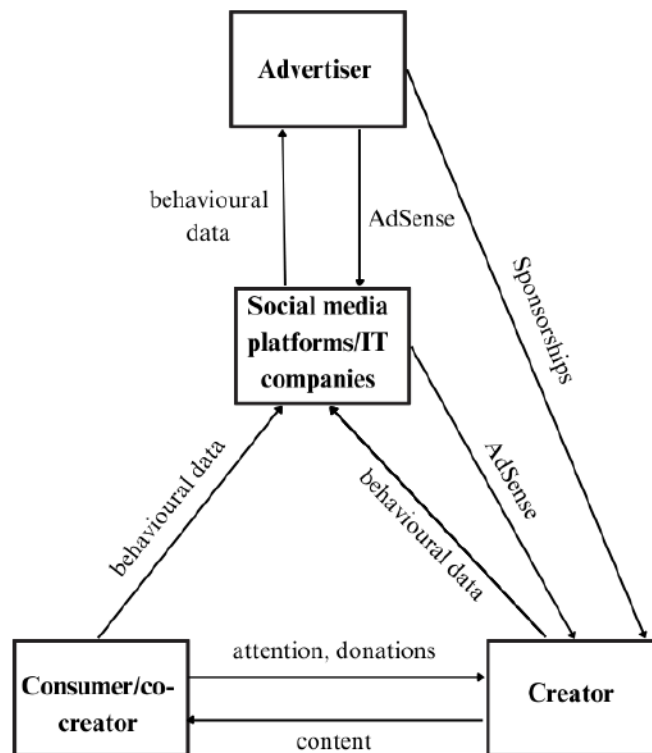 Advertiser
behavioural
data
AdSense
Sponsorships
Social media
platforms/IT
companies
behavioural data
behavioural data
AdSense
attention, donations
Consumer/co-
creator
Creator
content